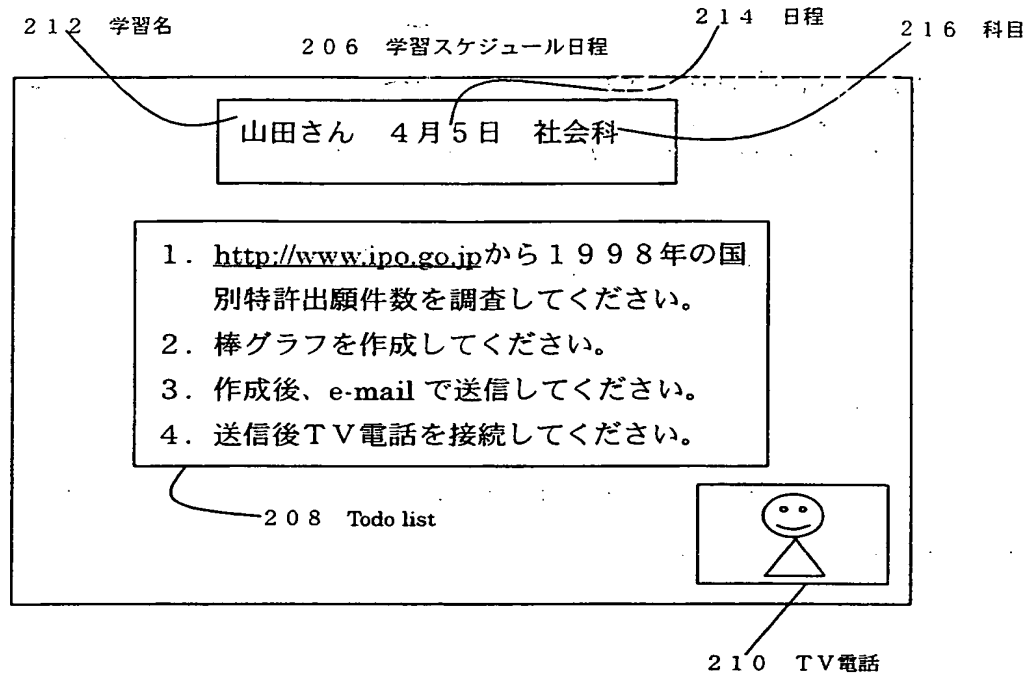 212 学習名
206 学習スケジュール日程
214 日程
216 科目
山田さん 4月5日 社会科
1. http://www.ipo.go.jpから1998年の国
別特許出願件数を調査してください。
2. 棒グラフを作成してください。
3. 作成後、e-mail で送信してください。
4. 送信後TV電話を接続してください。
208 Todo list
210 TV電話